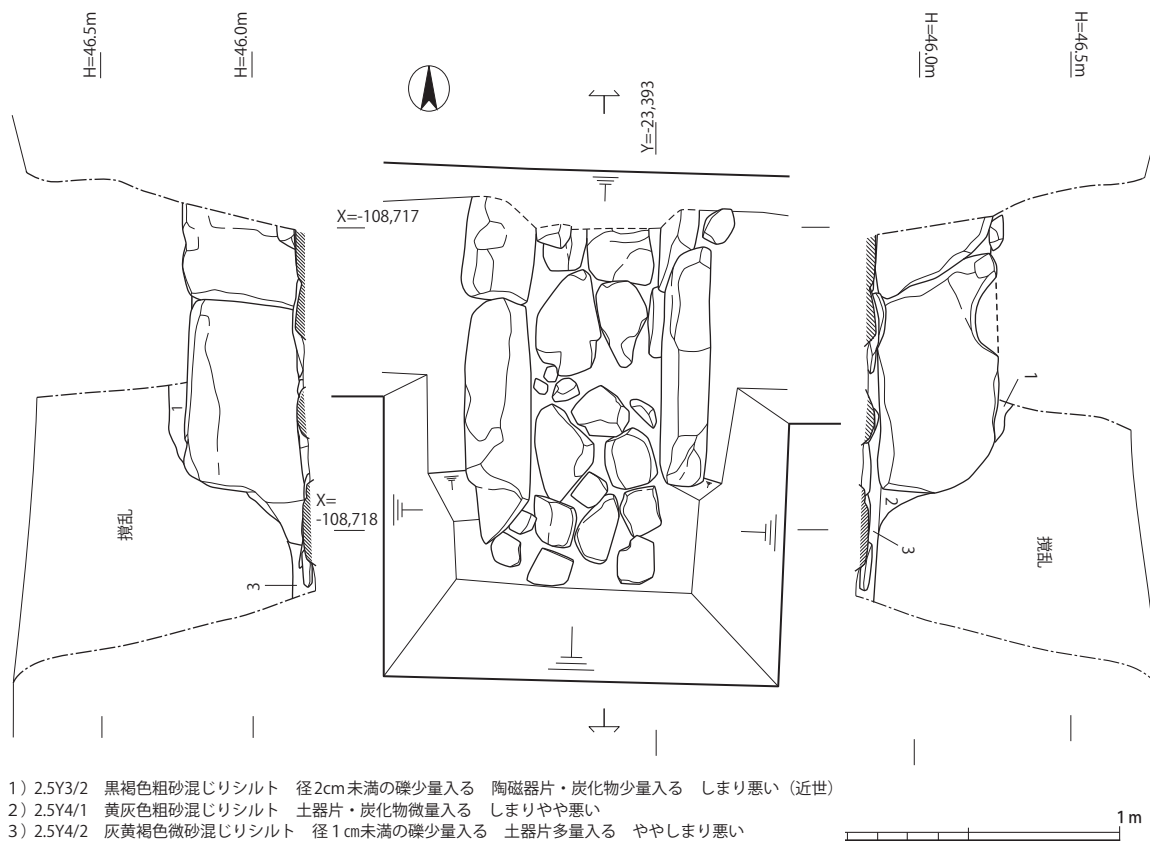 H=46.5m
H=46.0m
Y=-23,393
H=46.0m
H=46.5m
X=-108,717
1
1
X=
-108,718
2
3
3
撹乱
撹乱
1）2.5Y3/2　黒褐色粗砂混じりシルト　径2cm未満の礫少量入る　陶磁器片・炭化物少量入る　しまり悪い（近世）
2）2.5Y4/1　黄灰色粗砂混じりシルト　土器片・炭化物微量入る　しまりやや悪い
3）2.5Y4/2　灰黄褐色微砂混じりシルト　径1㎝未満の礫少量入る　土器片多量入る　ややしまり悪い
1m